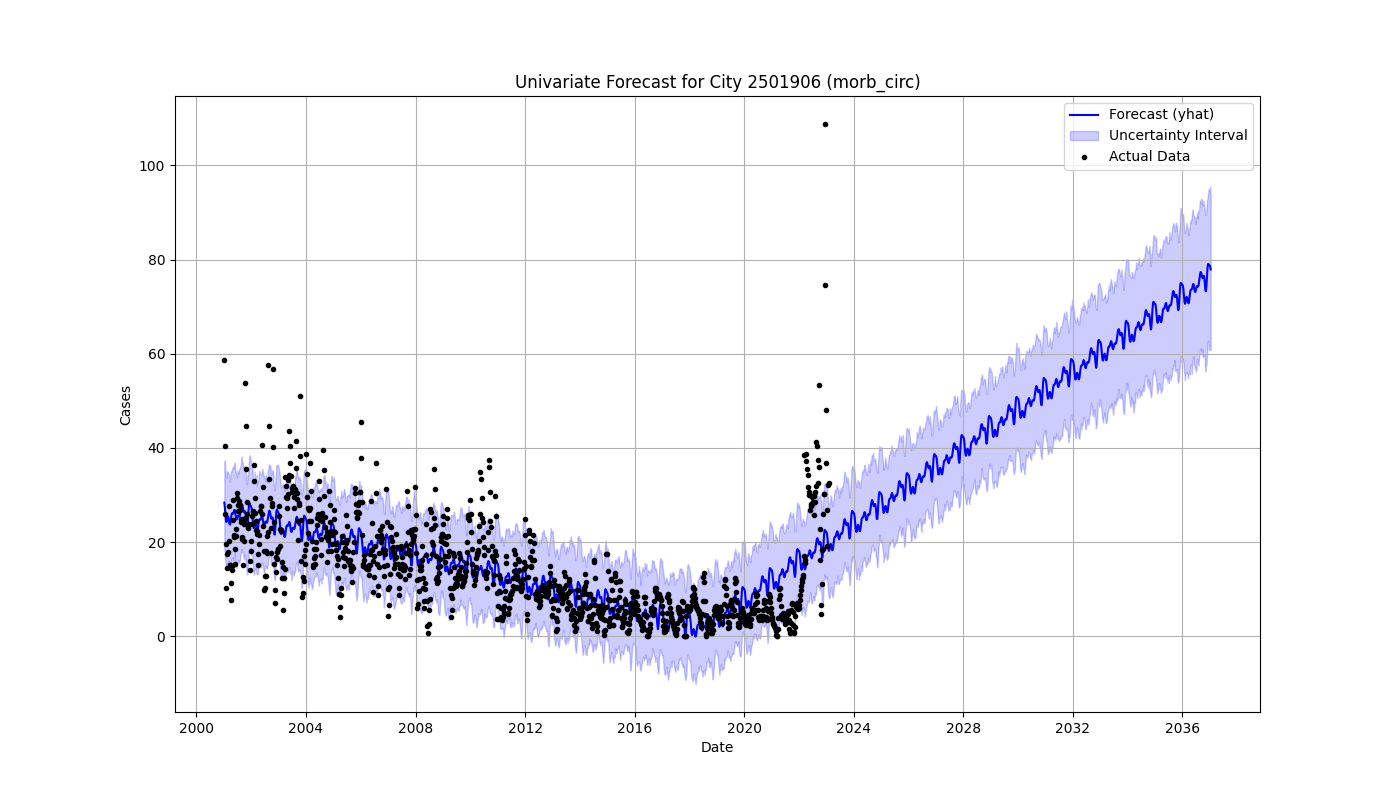 Univariate Forecast for City 2501906 (morb_circ)
Forecast (yhat)
Uncertainty Interval
Actual Data
100
80
60
40
20
0
Cases
2000 2004 2008 2012 2016 2020 2024 2028 2032 2036
Date